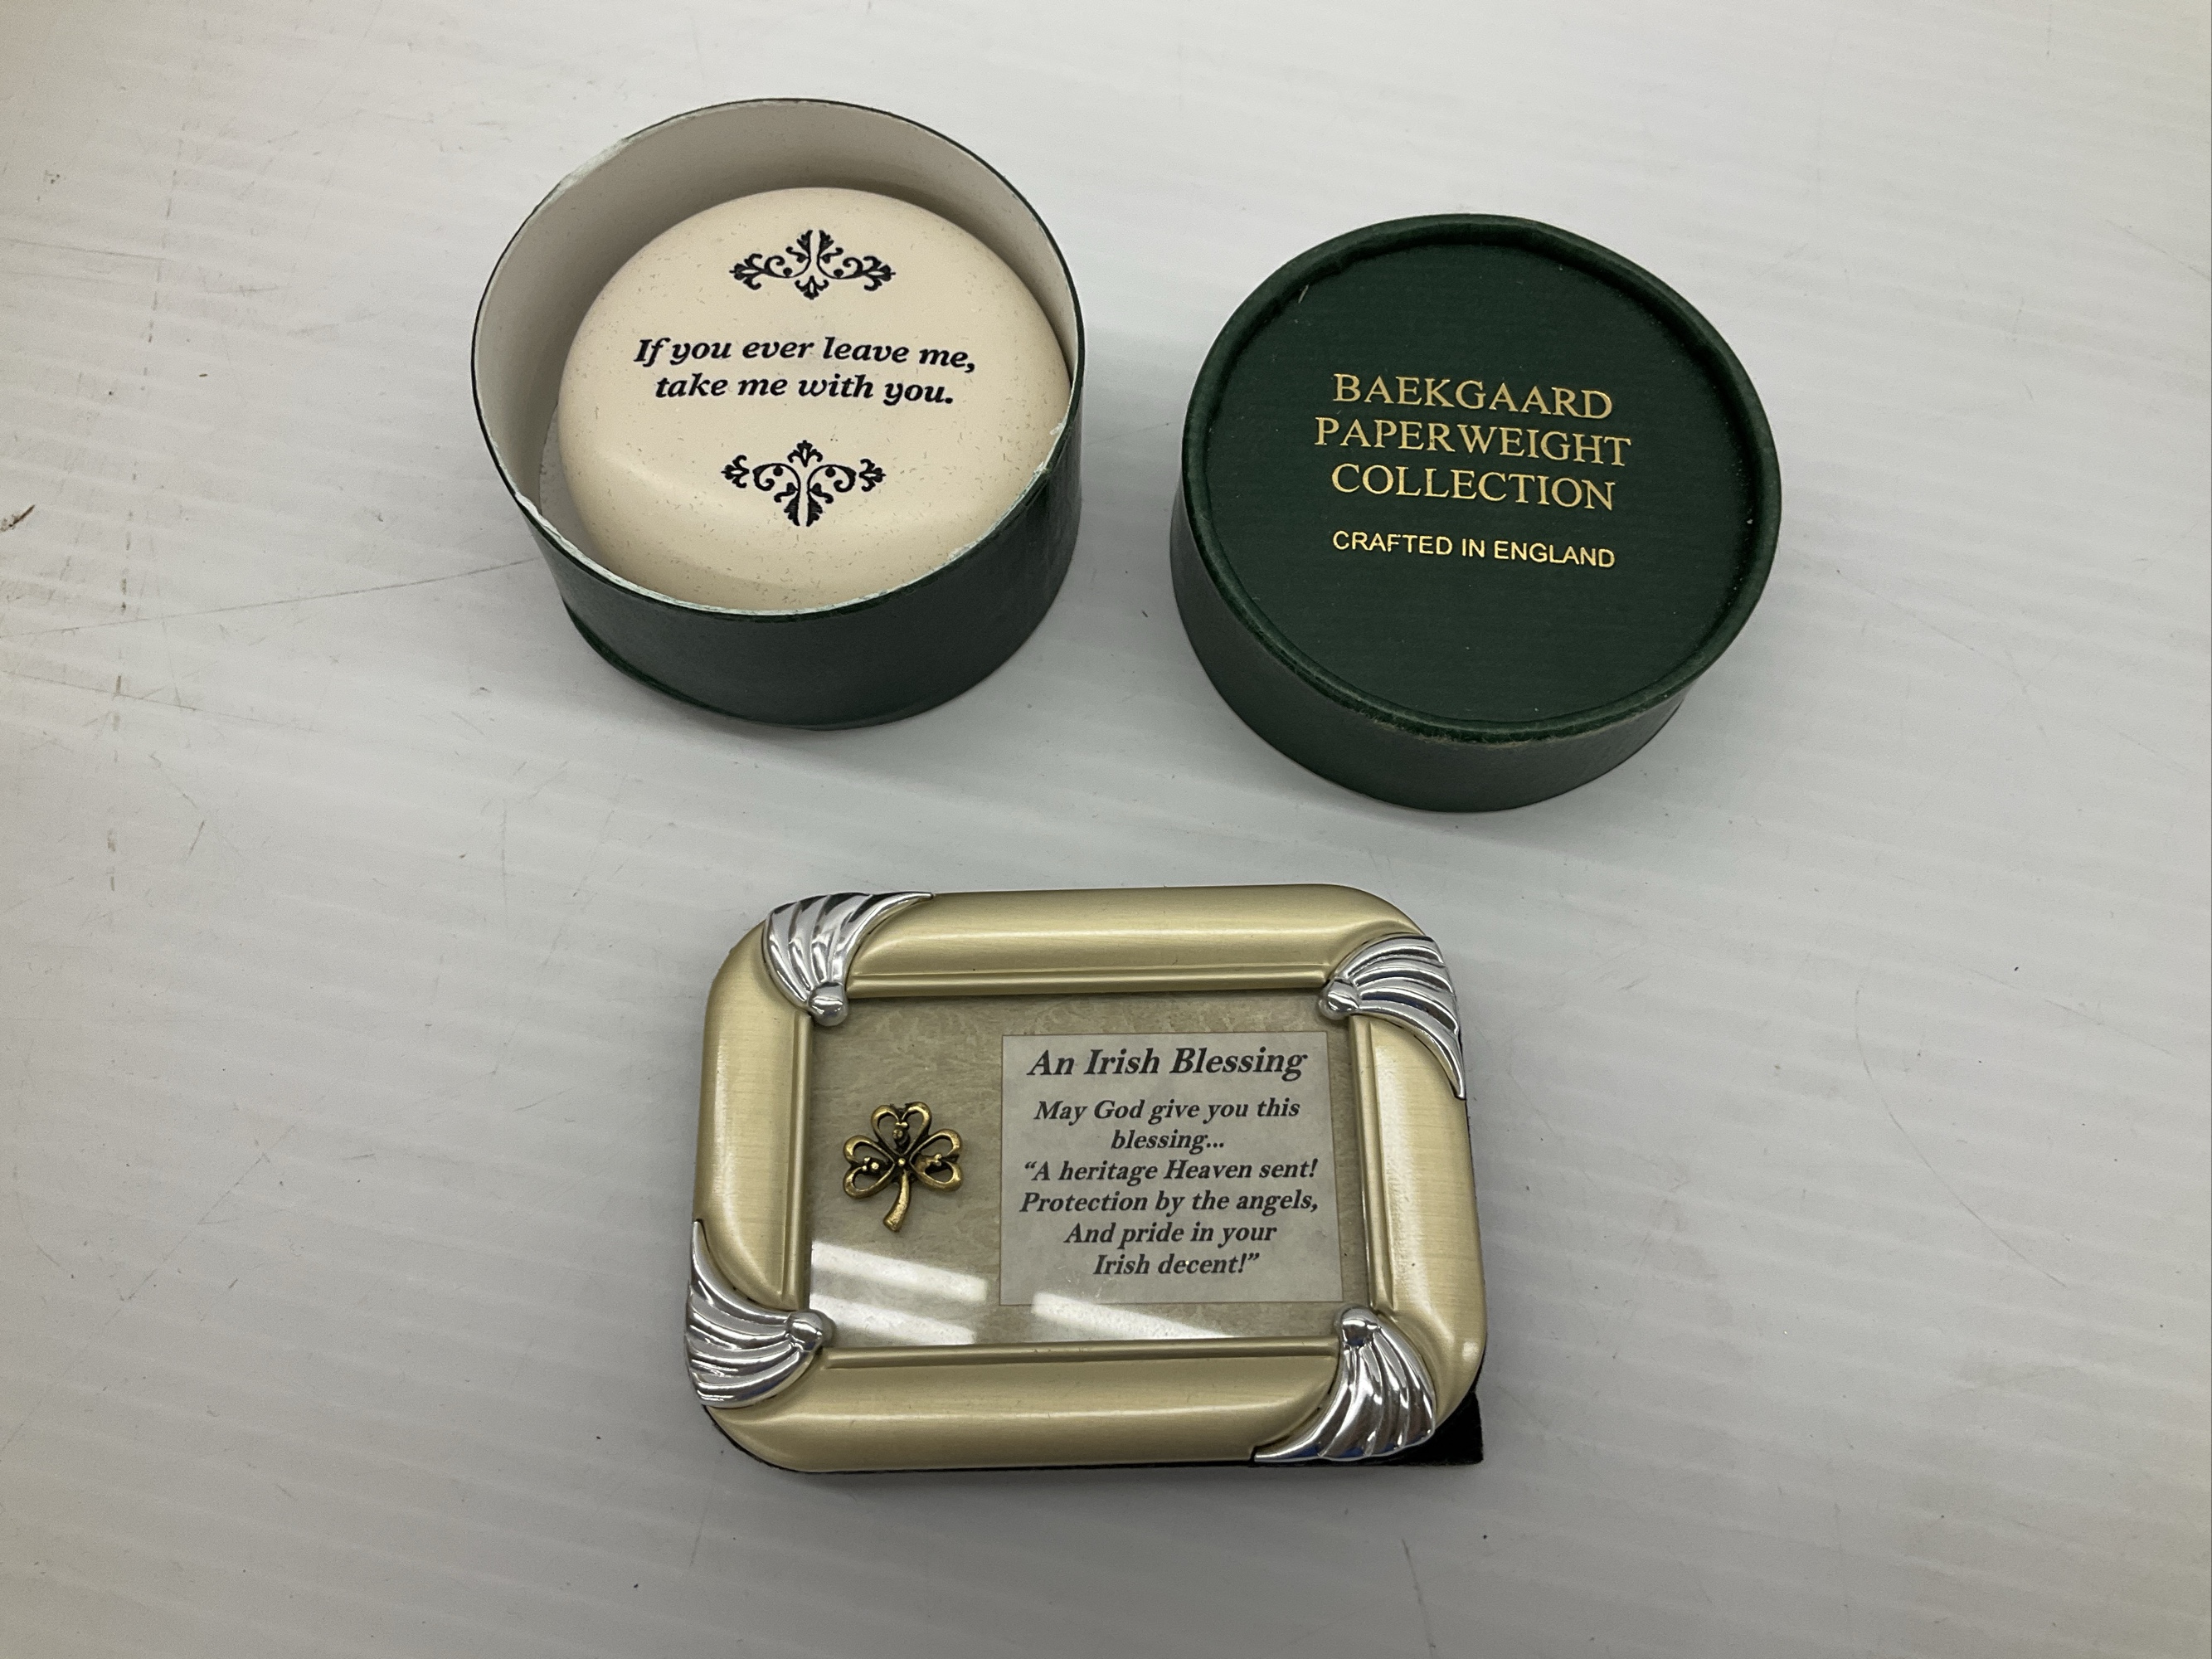 If you ever leave me,
take me with you.
BAEKGAARD
PAPERWEIGHT
COLLECTION
CRAFTED IN ENGLAND
An Irish Blessing
May God give you this
blessing...
“A heritage Heaven sent!
Protection by the angels,
And pride in your
Irish decent!”